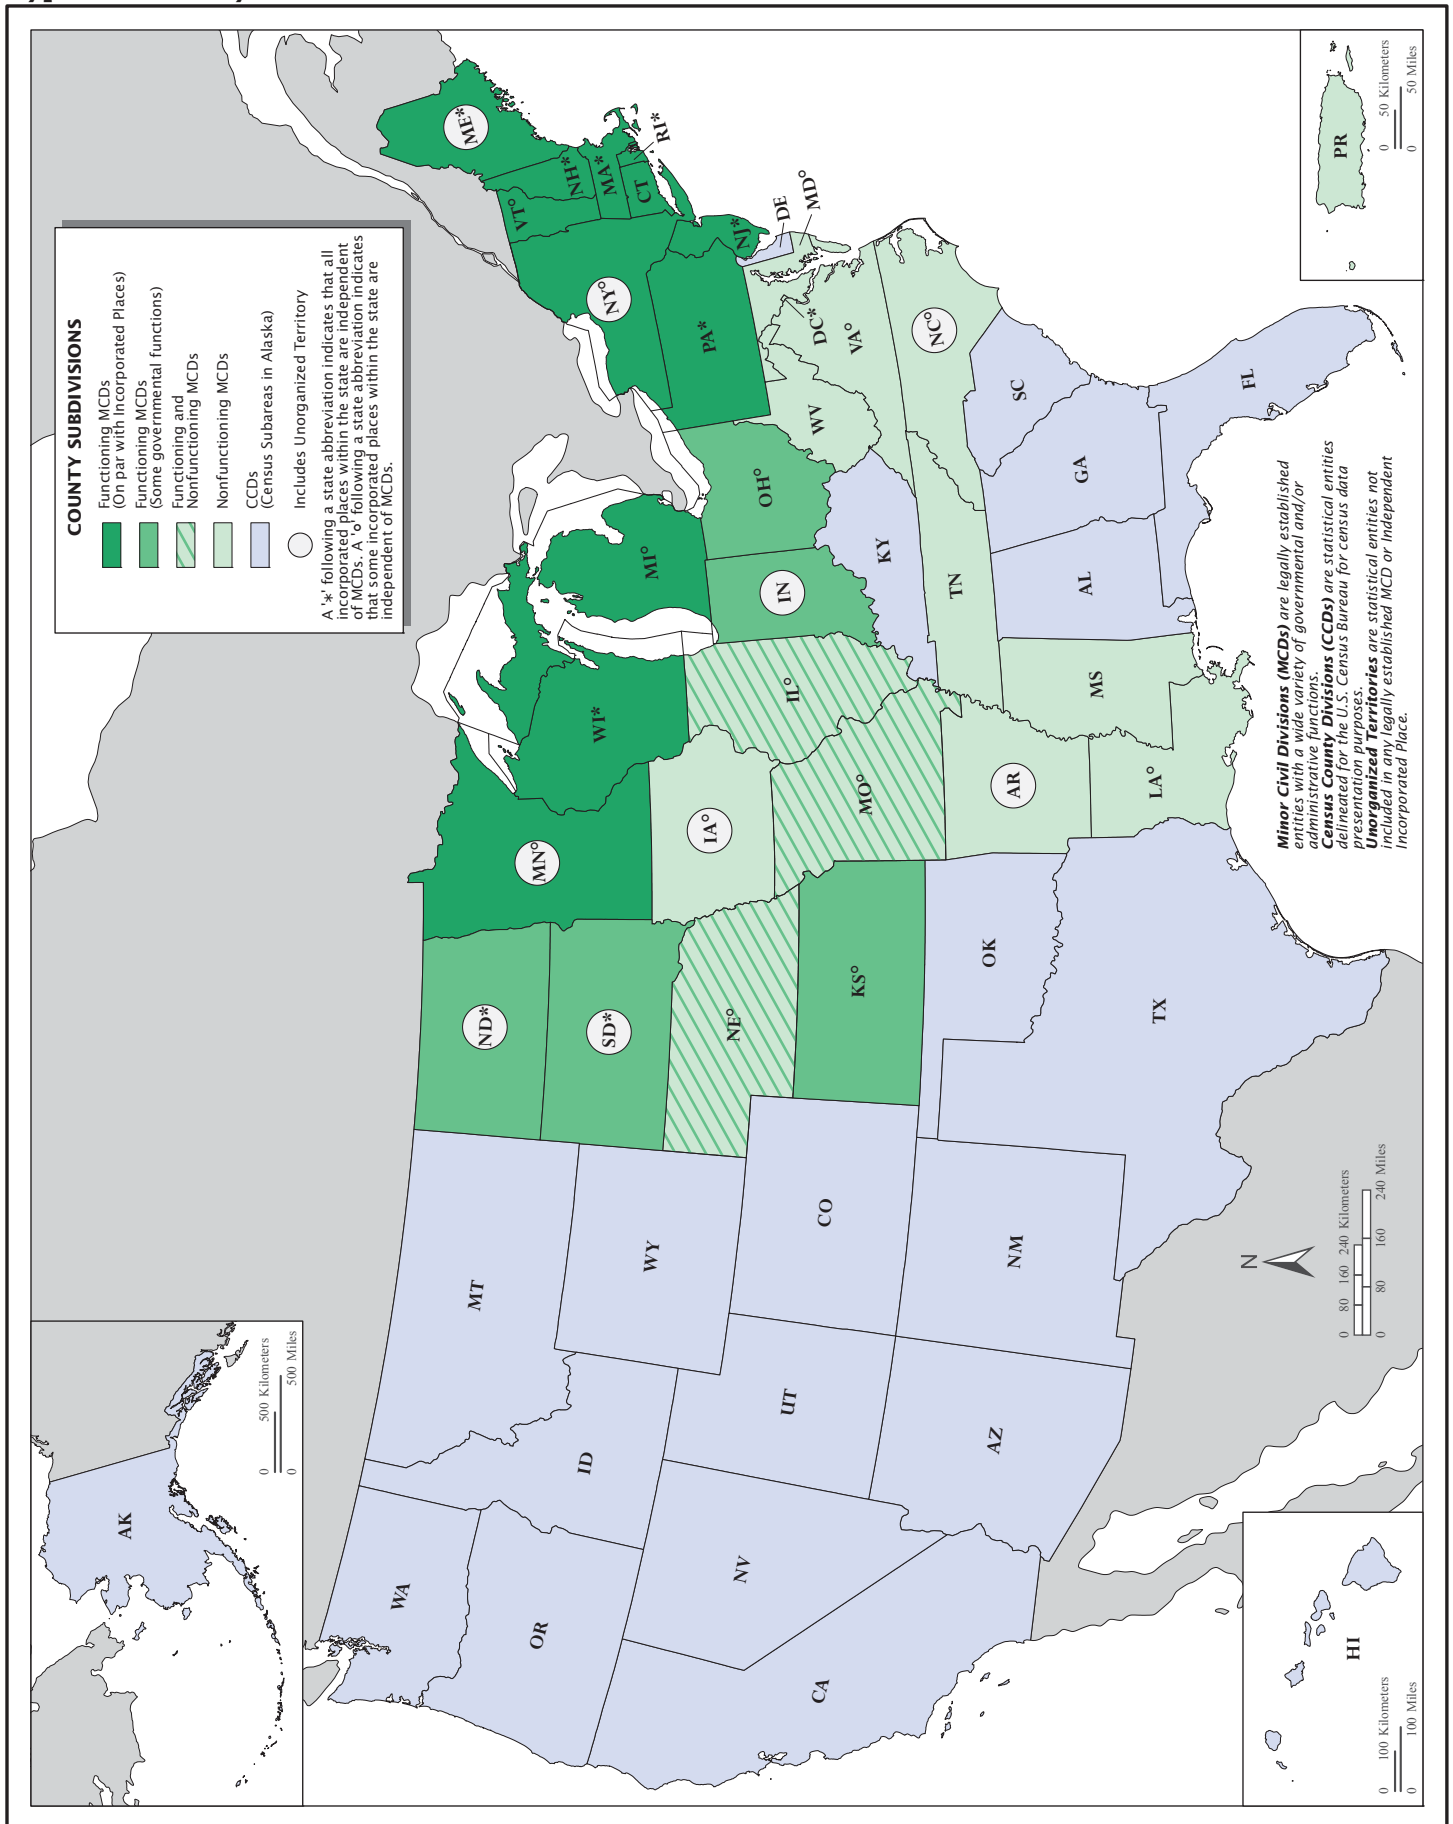 COUNTY SUBDIVISIONS
Functioning MCDs
(On par with Incorporated Places)
Functioning MCDs
(Some governmental functions)
Functioning and
Nonfunctioning MCDs
Nonfunctioning MCDs
CCDs
(Census Subareas in Alaska)
Includes Unorganized Territory
A '*' following a state abbreviation indicates that all
incorporated places within the state are independent
of MCDs. A '°' following a state abbreviation indicates
that some incorporated places within the state are
independent of MCDs.
AK
0 500 Kilometers
0 500 Miles
WA
OR
CA
NV
ID
MT
WY
UT
AZ
CO
NM
ND*
SD*
NE°
KS°
OK
TX
MN°
IA°
MO°
AR
LA°
WI*
IL°
MS
MI°
IN
OH°
KY
TN
AL
GA
FL
SC
NC°
VA°
WV
DC*
MD°
DE
PA*
NJ*
NY°
CT
RI*
MA*
VT°
NH*
ME*
HI
0 100 Kilometers
0 100 Miles
N
0 80 160 240 Kilometers
0 80 160 240 Miles
Minor Civil Divisions (MCDs) are legally established
entities with a wide variety of governmental and/or
administrative functions.
Census County Divisions (CCDs) are statistical entities
delineated for the U.S. Census Bureau for census data
presentation purposes.
Unorganized Territories are statistical entities not
included in any legally established MCD or Independent
Incorporated Place.
PR
0 50 Kilometers
0 50 Miles